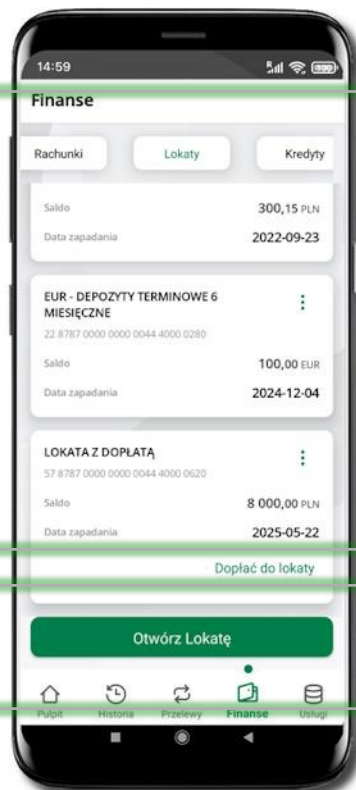 14:59
Finanse
Rachunki Lokaty Kredyty
Saldo 300,15 PLN
Data zapadania 2022-09-23
EUR - DEPOZYTY TERMINOWE 6
MIESIĘCZNE
22 8787 0000 0000 0044 4000 0280
Saldo 100,00 EUR
Data zapadania 2024-12-04
LOKATA Z DOPŁATĄ
57 8787 0000 0000 0044 4000 0620
Saldo 8 000,00 PLN
Data zapadania 2025-05-22
Dopłać do lokaty
Otwórz Lokatę
Pulpit Historia Przelewy Finanse Usługi